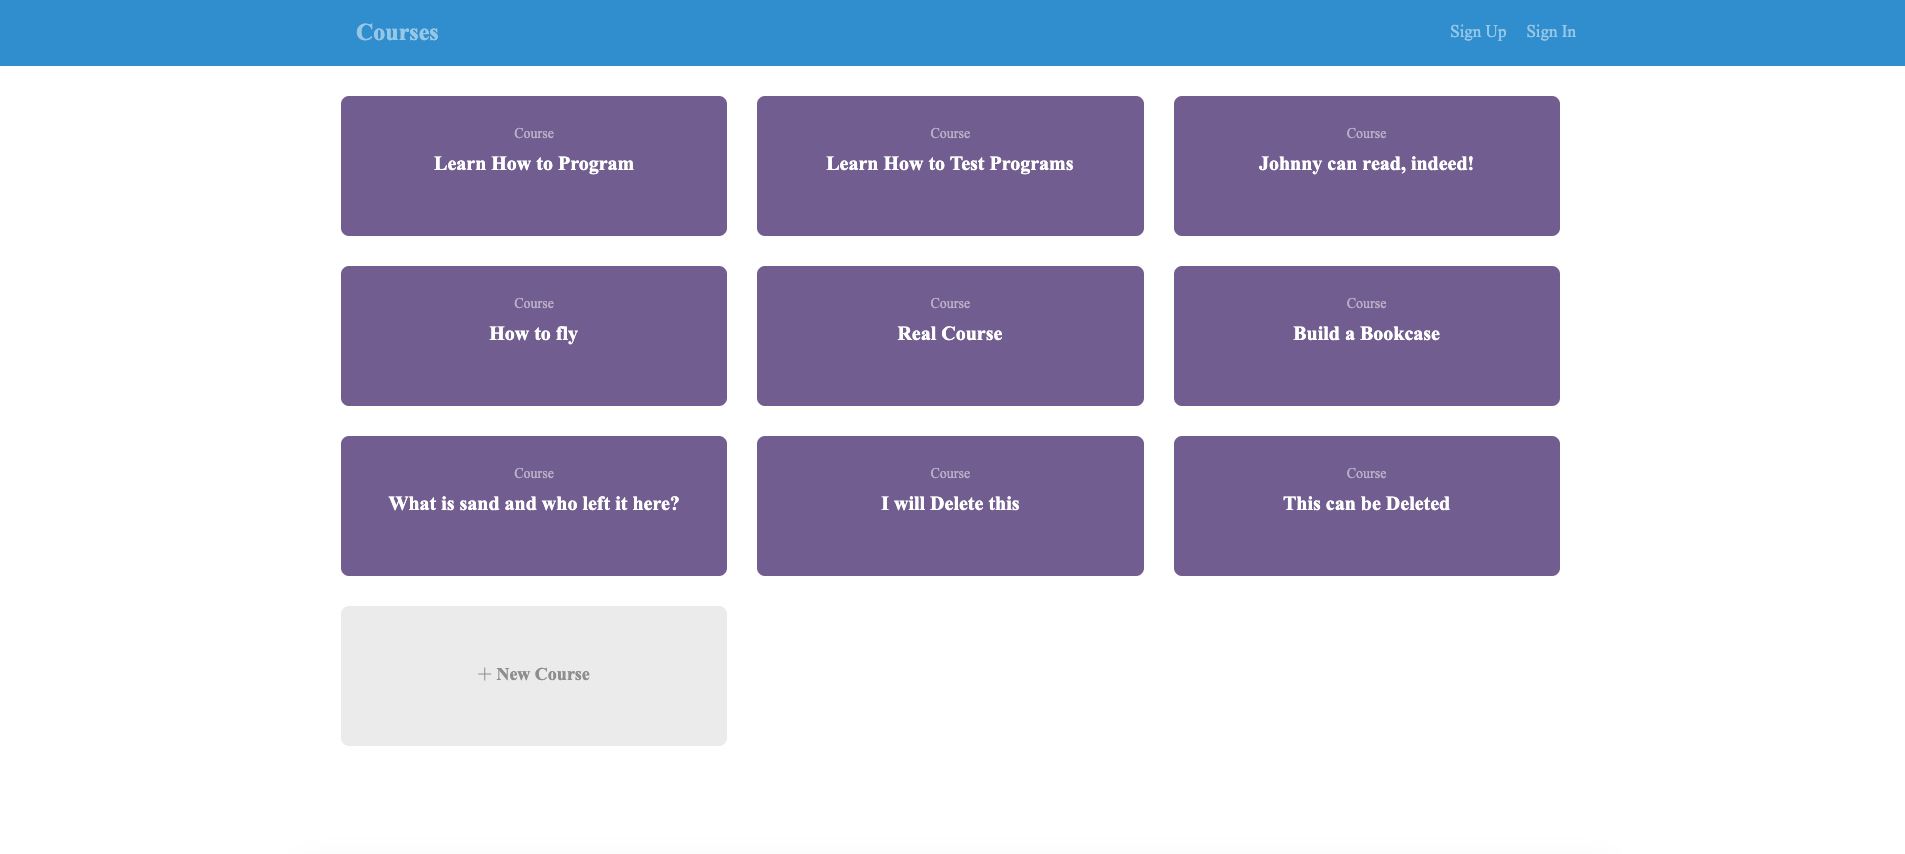 Courses
Sign Up
Sign In
Course
Learn How to Program
Course
Learn How to Test Programs
Course
Johnny can read, indeed!
Course
How to fly
Course
Real Course
Course
Build a Bookcase
Course
What is sand and who left it here?
Course
I will Delete this
Course
This can be Deleted
+ New Course